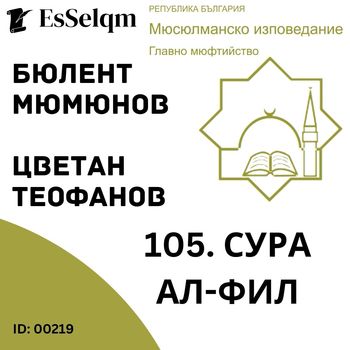 EsSelqm
РЕПУБЛИКА БЪЛГАРИЯ
Мюсюлманско изповедание
Главно мюфтийство
БЮЛЕНТ
МЮМЮНОВ
ЦВЕТАН
ТЕОФАНОВ
105. СУРА
АЛ-ФИЛ
ID: 00219